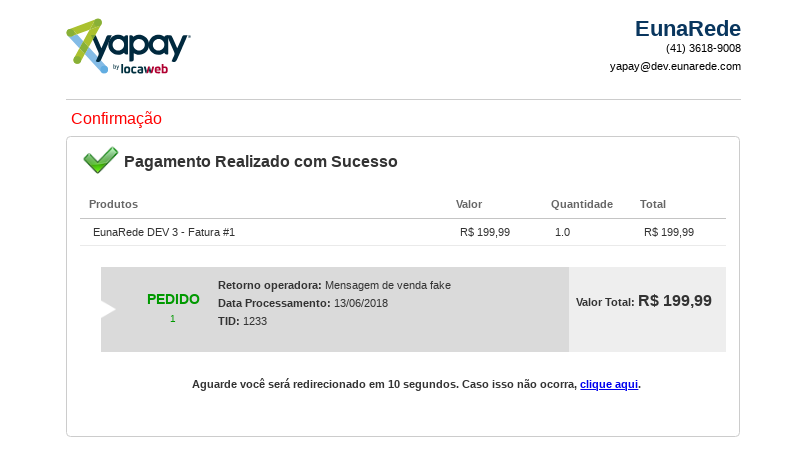 yapay
by locaweb
EunaRede
(41) 3618-9008
yapay@dev.eunarede.com
Confirmação
Pagamento Realizado com Sucesso
Produtos Valor Quantidade Total
EunaRede DEV 3 - Fatura #1 R$ 199,99 1.0 R$ 199,99
PEDIDO
1
Retorno operadora: Mensagem de venda fake
Data Processamento: 13/06/2018
TID: 1233
Valor Total: R$ 199,99
Aguarde você será redirecionado em 10 segundos. Caso isso não ocorra, clique aqui.